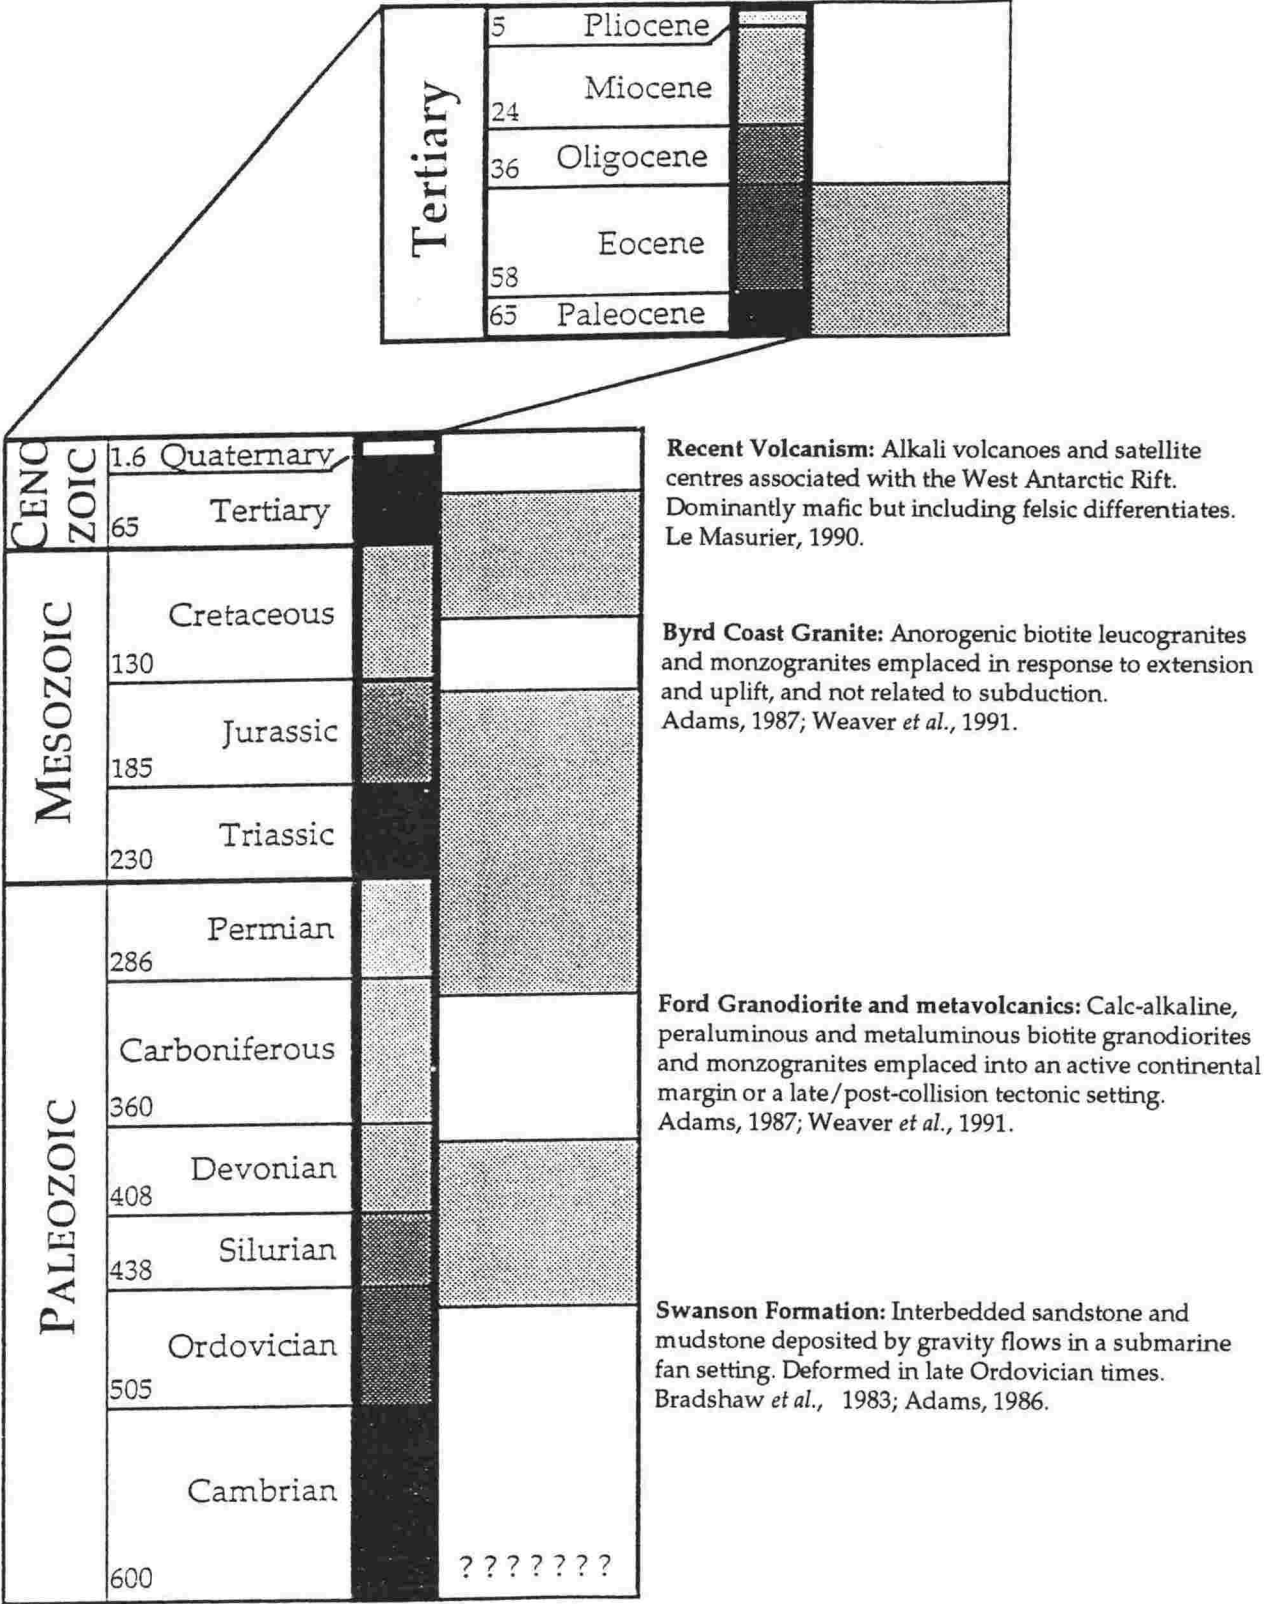 Tertiary
5 Pliocene
Miocene
24
Oligocene
36
Eocene
58
65 Paleocene
CENO
ZOIC
1.6 Quaternary
Tertiary
65
MESOZOIC
Cretaceous
130
Jurassic
185
Triassic
230
PALEOZOIC
Permian
286
Carboniferous
360
Devonian
408
Silurian
438
Ordovician
505
Cambrian
600
? ? ? ? ? ? ?
Recent Volcanism: Alkali volcanoes and satellite
centres associated with the West Antarctic Rift.
Dominantly mafic but including felsic differentiates.
Le Masurier, 1990.
Byrd Coast Granite: Anorogenic biotite leucogranites
and monzogranites emplaced in response to extension
and uplift, and not related to subduction.
Adams, 1987; Weaver et al., 1991.
Ford Granodiorite and metavolcanics: Calc-alkaline,
peraluminous and metaluminous biotite granodiorites
and monzogranites emplaced into an active continental
margin or a late/post-collision tectonic setting.
Adams, 1987; Weaver et al., 1991.
Swanson Formation: Interbedded sandstone and
mudstone deposited by gravity flows in a submarine
fan setting. Deformed in late Ordovician times.
Bradshaw et al., 1983; Adams, 1986.